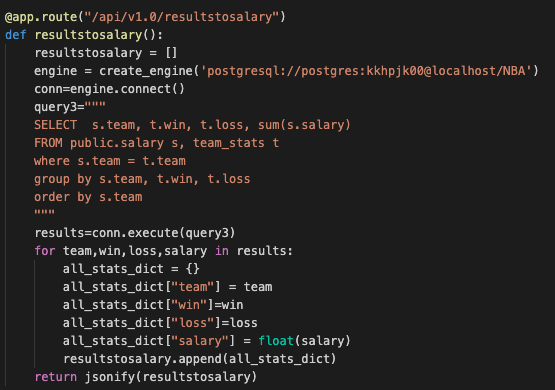 @app.route("/api/v1.0/resultstosalary")
def resultstosalary():
    resultstosalary = []
    engine = create_engine('postgresql://postgres:kkhpjk00@localhost/NBA')
    conn=engine.connect()
    query3="""
    SELECT  s.team, t.win, t.loss, sum(s.salary)
    FROM public.salary s, team_stats t
    where s.team = t.team
    group by s.team, t.win, t.loss
    order by s.team
    """
    results=conn.execute(query3)
    for team,win,loss,salary in results:
        all_stats_dict = {}
        all_stats_dict["team"] = team
        all_stats_dict["win"]=win
        all_stats_dict["loss"]=loss
        all_stats_dict["salary"] = float(salary)
        resultstosalary.append(all_stats_dict)
    return jsonify(resultstosalary)